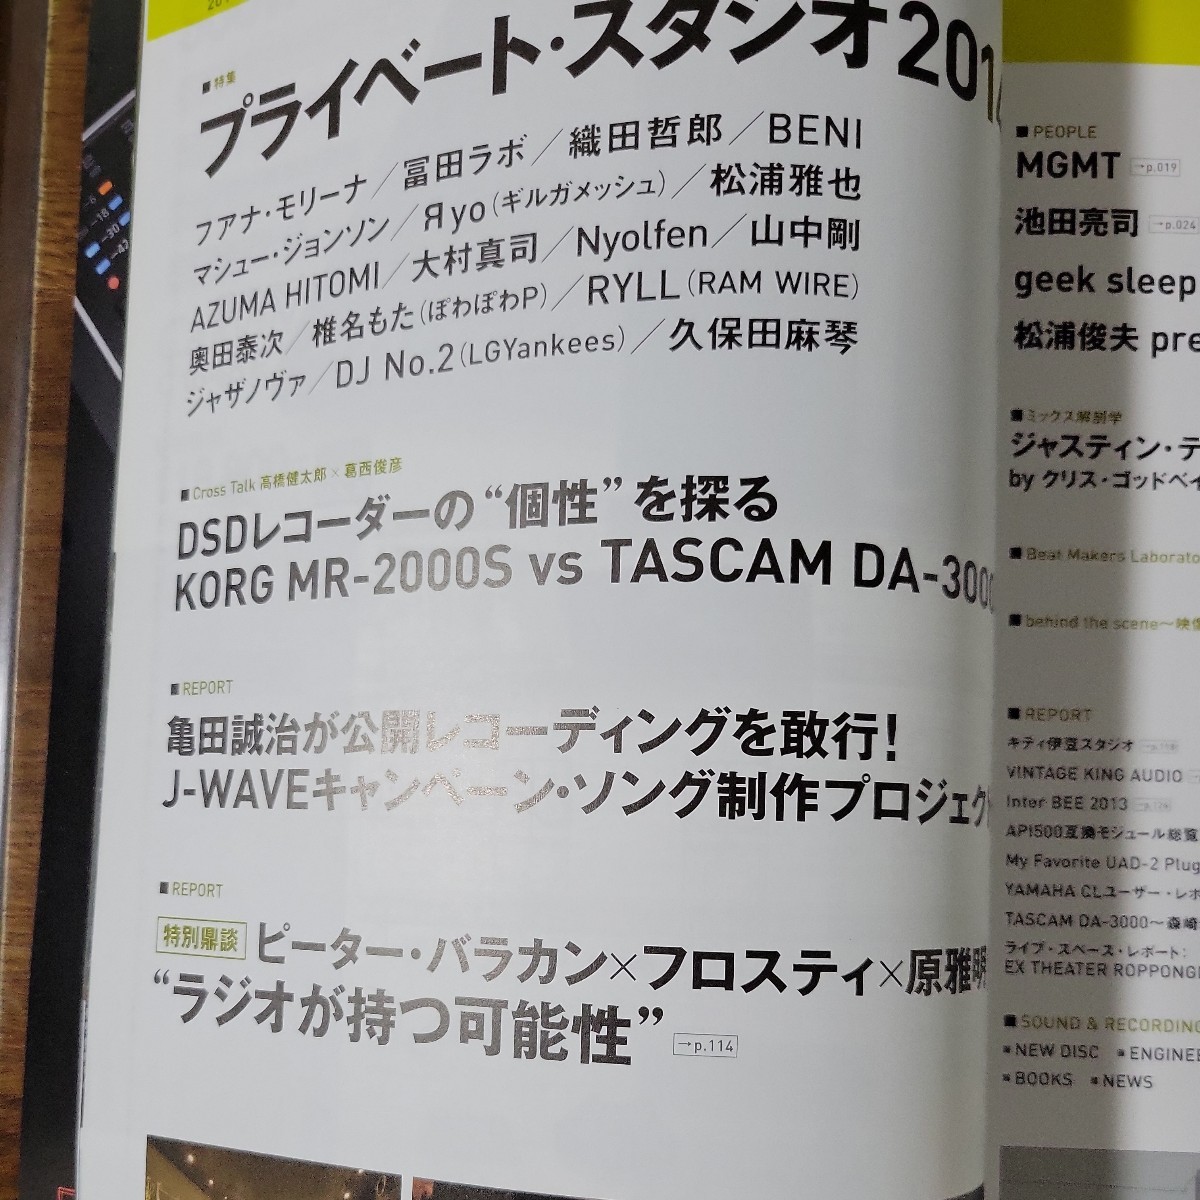 ■特集
プライベート・スタジオ201
フアナ・モリーナ／冨田ラボ／織田哲郎／BENI
マシュー・ジョンソン／Яyo(ギルガメッシュ)／松浦雅也
AZUMA HITOMI／大村真司／Nyolfen／山中剛
奥田泰次／椎名もた(ぽわぽわP)／RYLL(RAM WIRE)
ジャザノヴァ／DJ No.2(LGYankees)／久保田麻琴
■Cross Talk 高橋健太郎×葛西俊彦
DSDレコーダーの“個性”を探る
KORG MR-2000S vs TASCAM DA-300
■REPORT
亀田誠治が公開レコーディングを敢行！
J-WAVEキャンペーン・ソング制作プロジェク
■REPORT
特別鼎談 ピーター・バラカン×フロスティ×原雅明
“ラジオが持つ可能性” →p.114
■PEOPLE
MGMT →p.019
池田亮司 →p.024
geek sleep
松浦俊夫 pre
■ミックス解剖学
ジャスティン・テ
by クリス・ゴッドベイ
■Beat Makers Laborato
■behind the scene〜映像
■REPORT
キティ伊豆スタジオ
VINTAGE KING AUDIO
Inter BEE 2013
API500互換モジュール総覧
My Favorite UAD-2 Plug
YAMAHA CLユーザー・レポ
TASCAM DA-3000〜森崎
ライブ・スペース・レポート：
EX THEATER ROPPONGI
■SOUND & RECORDING
■NEW DISC ■ENGINEE
■BOOKS ■NEWS